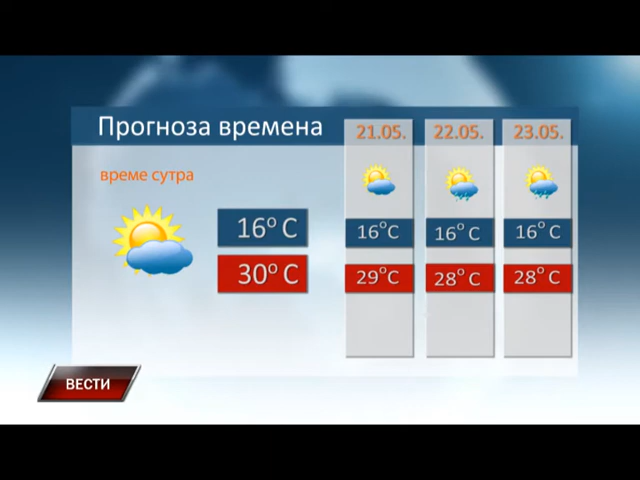 Прогноза времена
време сутра
16° C
30° C
21.05.
16°C
29°C
22.05.
16°C
28°C
23.05.
16°C
28°C
ВЕСТИ